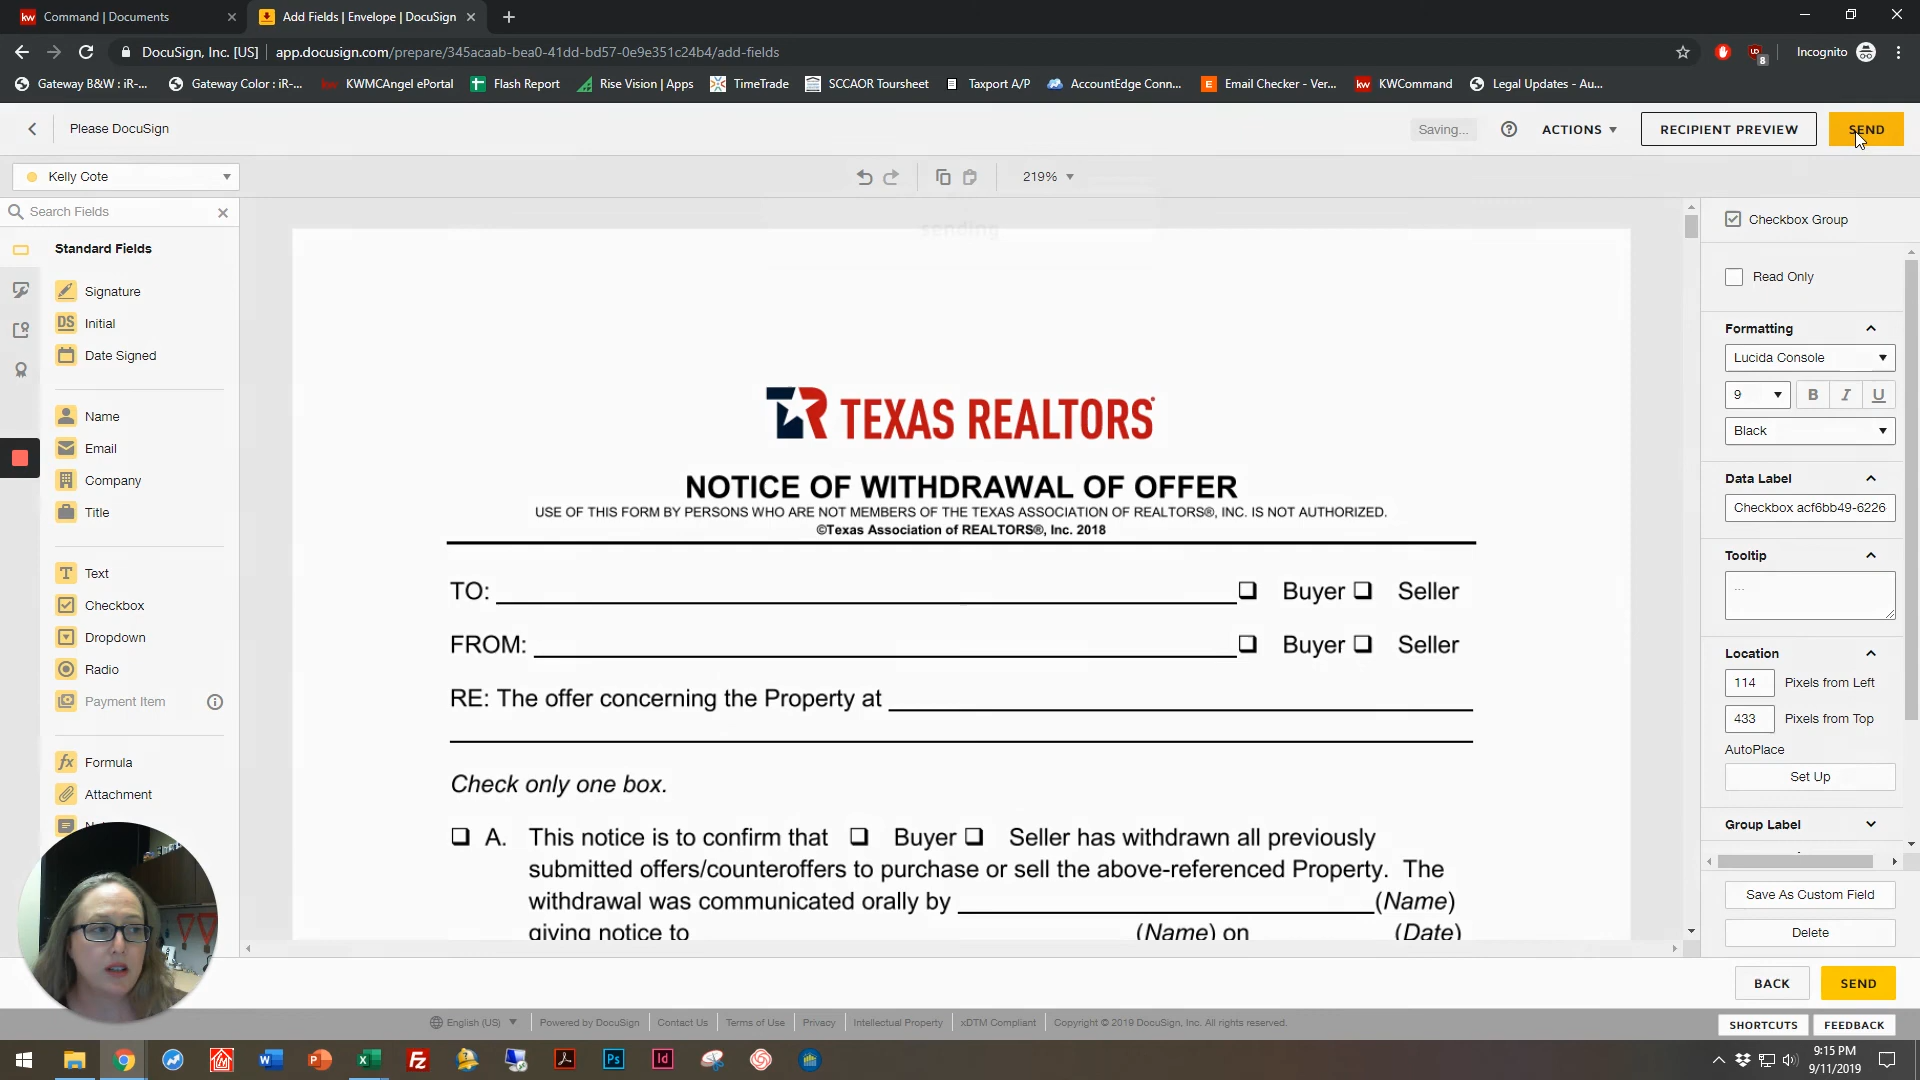 Command | Documents
Add Fields | Envelope | DocuSign
DocuSign, Inc. [US] | app.docusign.com/prepare/345acaab-bea0-41dd-bd57-0e9e351c24b4/add-fields
Incognito
Gateway B&W : iR-... Gateway Color : iR-... KWMCAngel ePortal Flash Report Rise Vision | Apps TimeTrade SCCAOR Toursheet Taxport A/P AccountEdge Conn... Email Checker - Ver... KWCommand Legal Updates - Au...
Please DocuSign
Saving...
ACTIONS
RECIPIENT PREVIEW
SEND
Kelly Cote
219%
Search Fields
Standard Fields
Signature
Initial
Date Signed
Name
Email
Company
Title
Text
Checkbox
Dropdown
Radio
Payment Item
Formula
Attachment
sending
TEXAS REALTORS
NOTICE OF WITHDRAWAL OF OFFER
USE OF THIS FORM BY PERSONS WHO ARE NOT MEMBERS OF THE TEXAS ASSOCIATION OF REALTORS®, INC. IS NOT AUTHORIZED.
©Texas Association of REALTORS®, Inc. 2018
TO: Buyer Seller
FROM: Buyer Seller
RE: The offer concerning the Property at
Check only one box.
A. This notice is to confirm that Buyer Seller has withdrawn all previously
submitted offers/counteroffers to purchase or sell the above-referenced Property. The
withdrawal was communicated orally by (Name)
giving notice to (Name) on (Date)
Checkbox Group
Read Only
Formatting
Lucida Console
9 B I U
Black
Data Label
Checkbox acf6bb49-6226
Tooltip
...
Location
114 Pixels from Left
433 Pixels from Top
AutoPlace
Set Up
Group Label
Save As Custom Field
Delete
BACK
SEND
English (US) Powered by DocuSign Contact Us Terms of Use Privacy Intellectual Property xDTM Compliant Copyright © 2019 DocuSign, Inc. All rights reserved.
SHORTCUTS
FEEDBACK
9:15 PM
9/11/2019